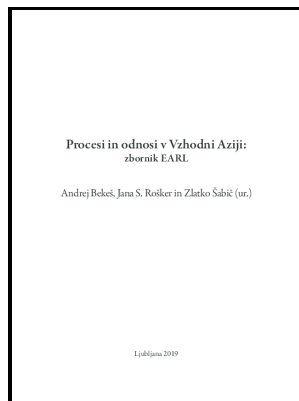 Procesi in odnosi v Vzhodni Aziji:
zbornik EARL
Andrej Bekeš, Jana S. Rošker in Zlatko Šabič (ur.)
Ljubljana 2019